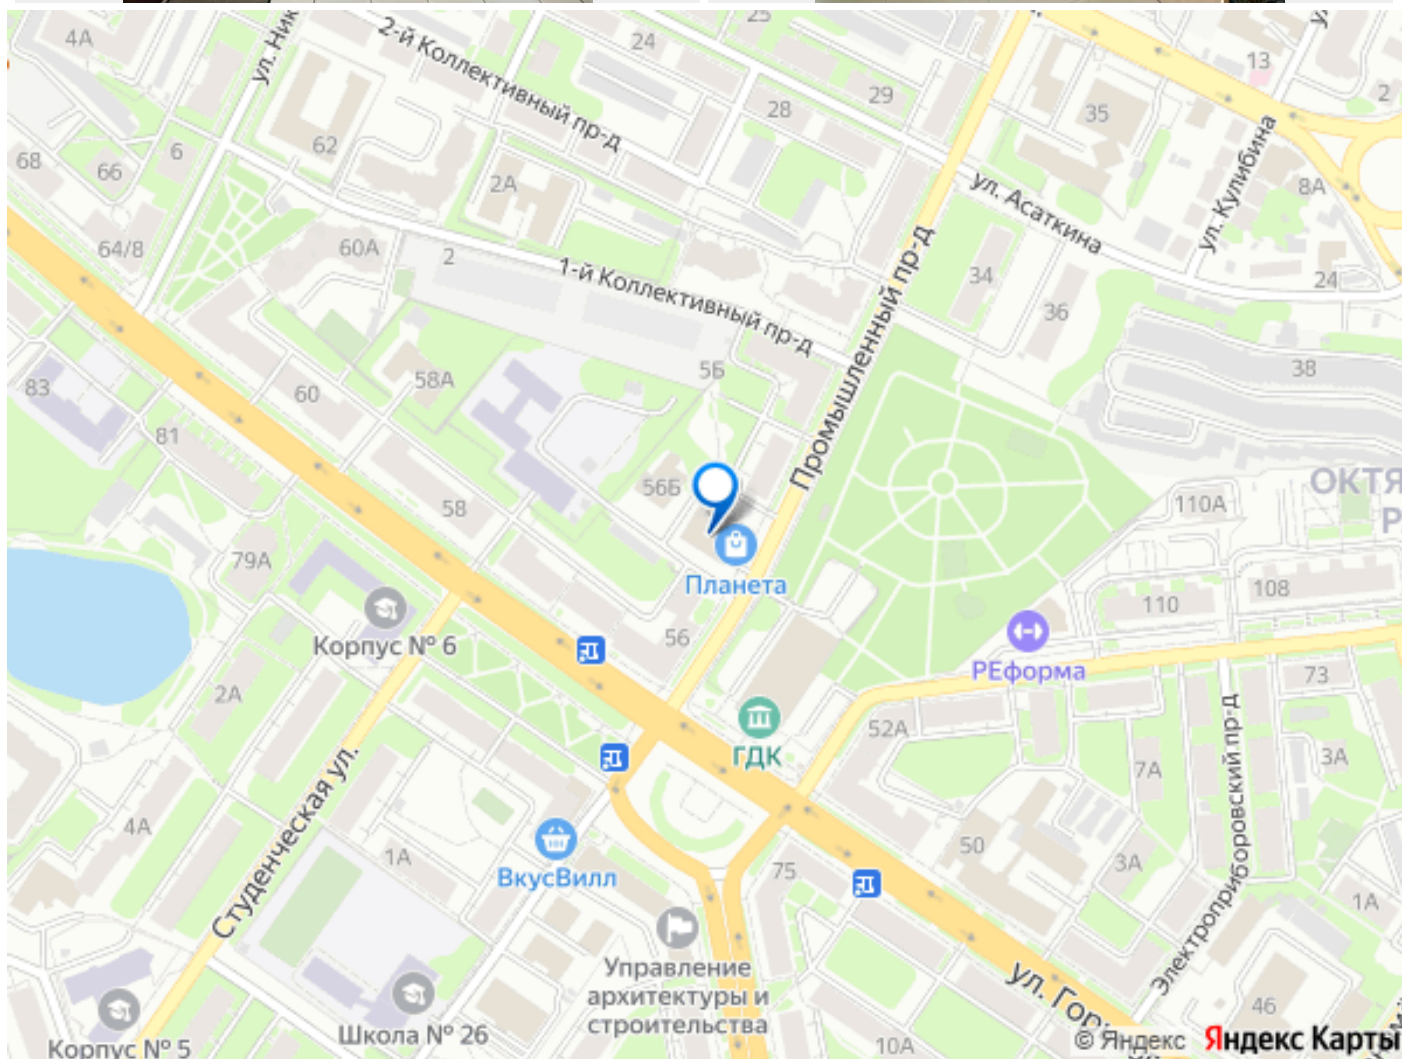 4А
ул. Ник
2-й Коллективный пр-д
24
25
28
29
35
13
2
68
66
6
62
2А
ул. Асаткина
ул. Кулибина
8А
64/8
60А
2
1-й Коллективный пр-д
Промышленный пр-д
34
36
24
83
81
60
58А
5Б
38
58
56Б
ОКТЯ
Р
110А
79А
Планета
110
108
Корпус № 6
56
РЕформа
73
2А
ГДК
52А
7А
3А
Электроприборовский пр-д
Студенческая ул.
4А
1А
ВкусВилл
75
50
3А
1А
Управление
архитектуры и
строительства
ул. Гор
46
Школа № 26
Корпус № 5
10А
© Яндекс Яндекс Карты